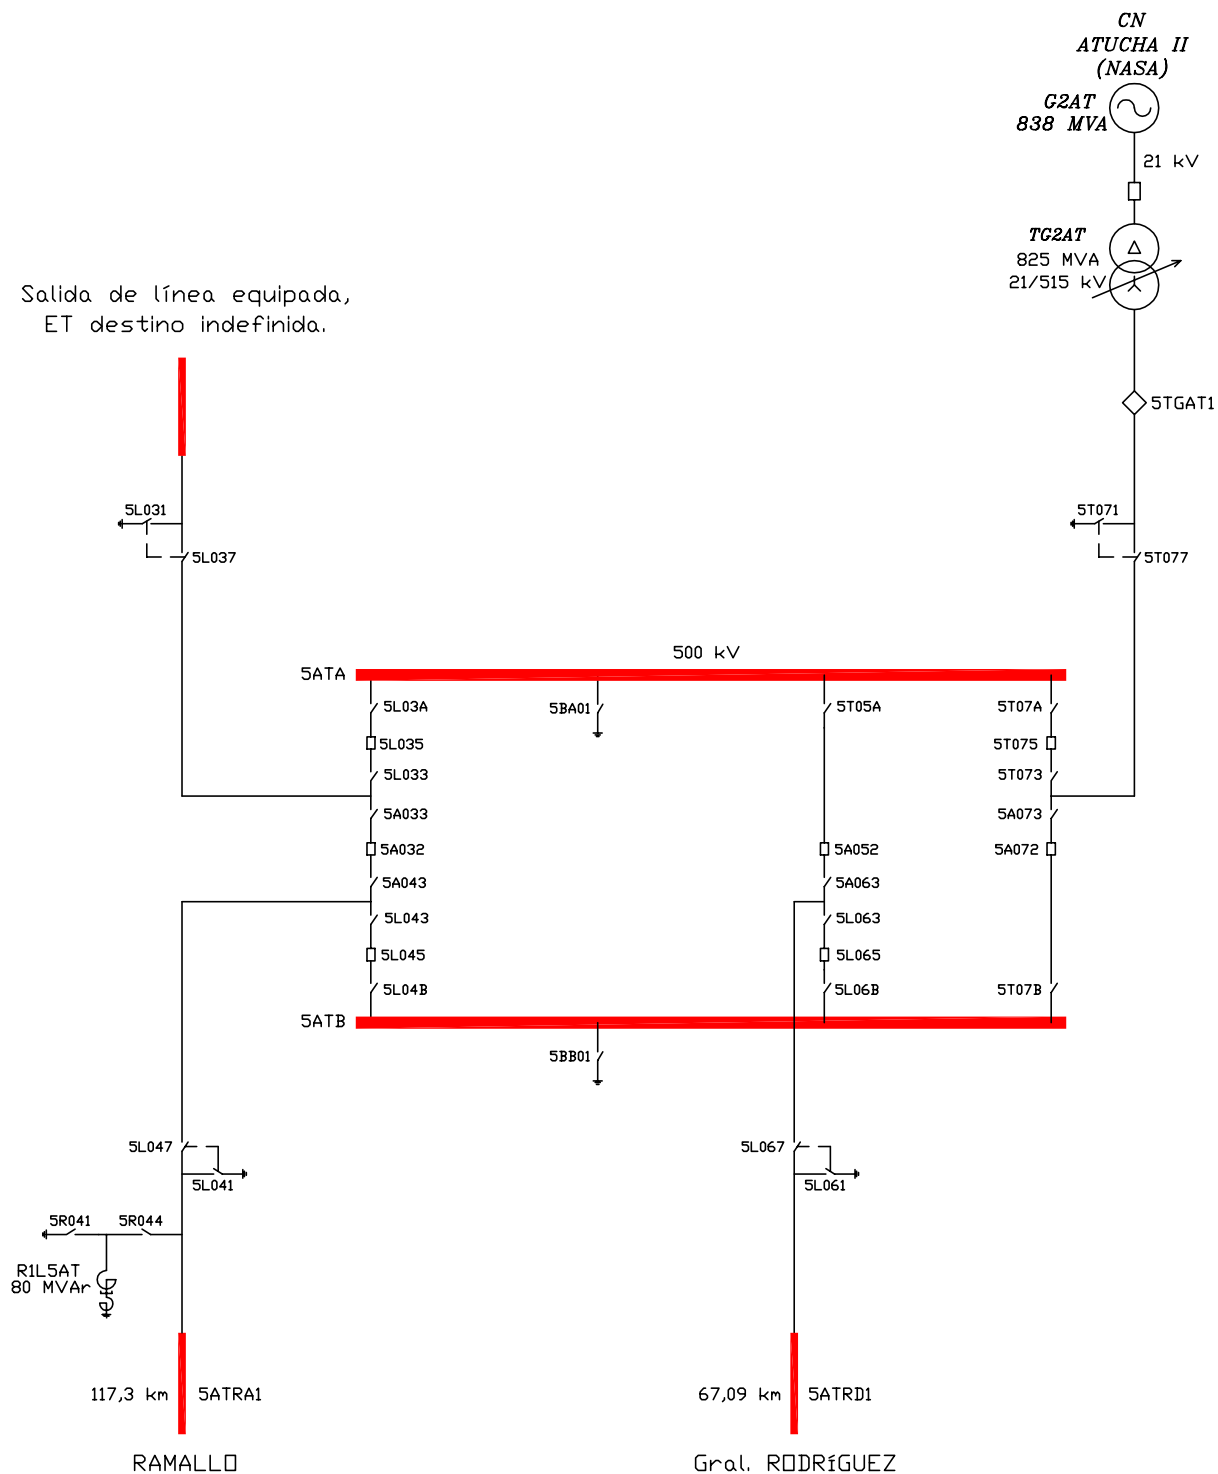 CN
ATUCHA II
(NASA)
G2AT
838 MVA
21 kV
TG2AT
825 MVA
21/515 kV
Salida de línea equipada,
ET destino indefinida.
5TGAT1
5L031
5L037
5T071
5T077
500 kV
5ATA
5L03A
5BA01
5T05A
5T07A
5L035
5T075
5L033
5T073
5A033
5A073
5A032
5A052
5A072
5A043
5A063
5L043
5L063
5L045
5L065
5L04B
5L06B
5T07B
5ATB
5BB01
5L047
5L041
5L067
5L061
5R041
5R044
R1L5AT
80 MVAr
117,3 km
5ATRA1
67,09 km
5ATRD1
RAMALLO
Gral. RODRíGUEZ